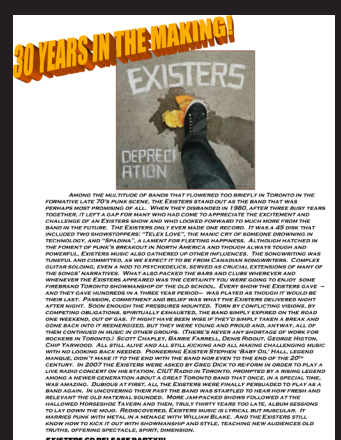 30 YEARS IN THE MAKING!
EXISTERS
DEPRECI
ATION
Among the multitude of bands that flowered too briefly in Toronto in the
formative late 70's punk scene, the Existers stand out as the band that was
perhaps most promising of all. When they disbanded in 1980, after three busy years
together, it left a gap for many who had come to appreciate the excitement and
challenge of an Existers show and who looked forward to much more from the
band in the future. The Existers only ever made one record. It was a 45 disk that
included two showstoppers: "Telex Love", the manic cry of someone drowning in
technology, and "Spadina", a lament for fleeting happiness. Although hatched in
the foment of punk's breakout in North America and though always tough and
powerful, Existers music also gathered up other influences. The songwriting was
tuneful and committed, as we expect it to be from Canadian songwriters. Complex
guitar soloing, even a nod to psychedelics, served as crucial extensions of many of
the songs' narratives. What also packed the bars and clubs wherever and
whenever the Existers appeared was the certainty you were going to enjoy some
firebrand Toronto showmanship of the old school. Every show the Existers gave –
and they gave hundreds in a three year period– was played as though it would be
their last. Passion, commitment and belief was what the Existers delivered night
after night. Soon enough the pressures mounted. Torn by conflicting visions, by
competing obligations, spiritually exhausted, the band simply expired on the road
one weekend, out of gas. It might have been wise if they'd simply taken a break and
gone back into it reenergized, but they were young and proud and, anyway, all of
them continued in music in other groups. (There's never any shortage of work for
rockers in Toronto.) Scott Chapley, Barrie Farrell, Denis Ridout, George Higton,
Chip Yarwood. All still alive and all still kicking and all making challenging music
with no looking back needed. Pioneering Exister Stephen 'Baby Oil' Hall, legend
manque, didn't make it to the end with the band nor even to the end of the 20th
century. In 2007 the Existers were asked by Greg Dick to re-form in order to play a
live radio concert on his station, CIUT Radio in Toronto, prompted by a rising legend
among a newer generation about a great Toronto band that once, in a special time,
was amazing. Dubious at first, all the Existers were finally persuaded to play as a
band again. In uncovering their past the band was startled to hear how fresh and
relevant the old material sounded. More jam-packed shows followed at the
hallowed Horseshoe Tavern and then, truly thirty years too late, album sessions
to lay down the mojo. Rediscovered, Existers music is lyrical but muscular. It
marries punk with metal in a menage with William Blake. And the Existers still
know how to kick it out with showmanship and style, teaching new audiences old
truths, offering spectacle, spirit, dimension.
EXISTERS CD RELEASE PARTY!!!